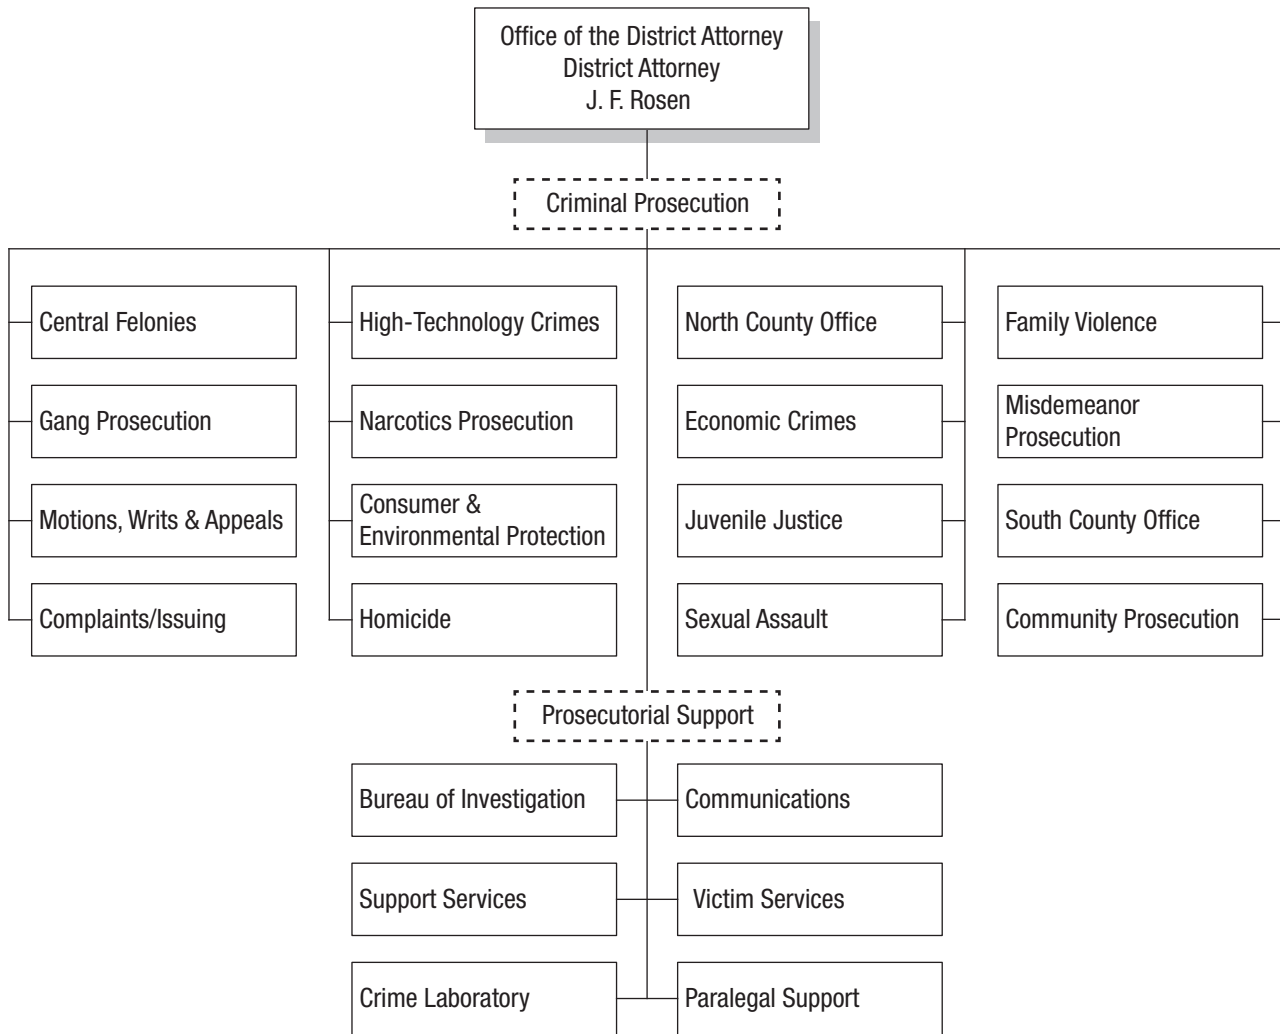 Office of the District Attorney
District Attorney
J. F. Rosen
Criminal Prosecution
Central Felonies
High-Technology Crimes
North County Office
Family Violence
Gang Prosecution
Narcotics Prosecution
Economic Crimes
Misdemeanor
Prosecution
Motions, Writs & Appeals
Consumer &
Environmental Protection
Juvenile Justice
South County Office
Complaints/Issuing
Homicide
Sexual Assault
Community Prosecution
Prosecutorial Support
Bureau of Investigation
Communications
Support Services
Victim Services
Crime Laboratory
Paralegal Support